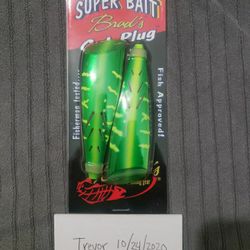 SUPER BAIT!
Brad's
Cut Plug
Fisherman Tested....
Fish Approved!
Trevor 10/24/2020